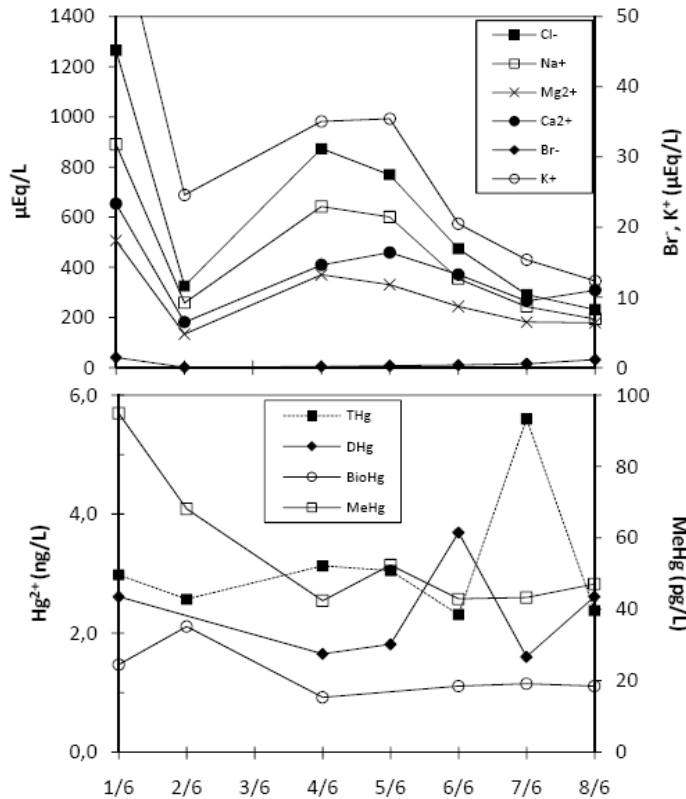 1400
1200
1000
800
600
400
200
0
µEq/L
50
40
30
20
10
0
Br⁻, K⁺ (µEq/L)
Cl-
Na+
Mg2+
Ca2+
Br-
K+
6,0
4,0
2,0
0,0
Hg²⁺ (ng/L)
100
80
60
40
20
0
MeHg (pg/L)
THg
DHg
BioHg
MeHg
1/6 2/6 3/6 4/6 5/6 6/6 7/6 8/6